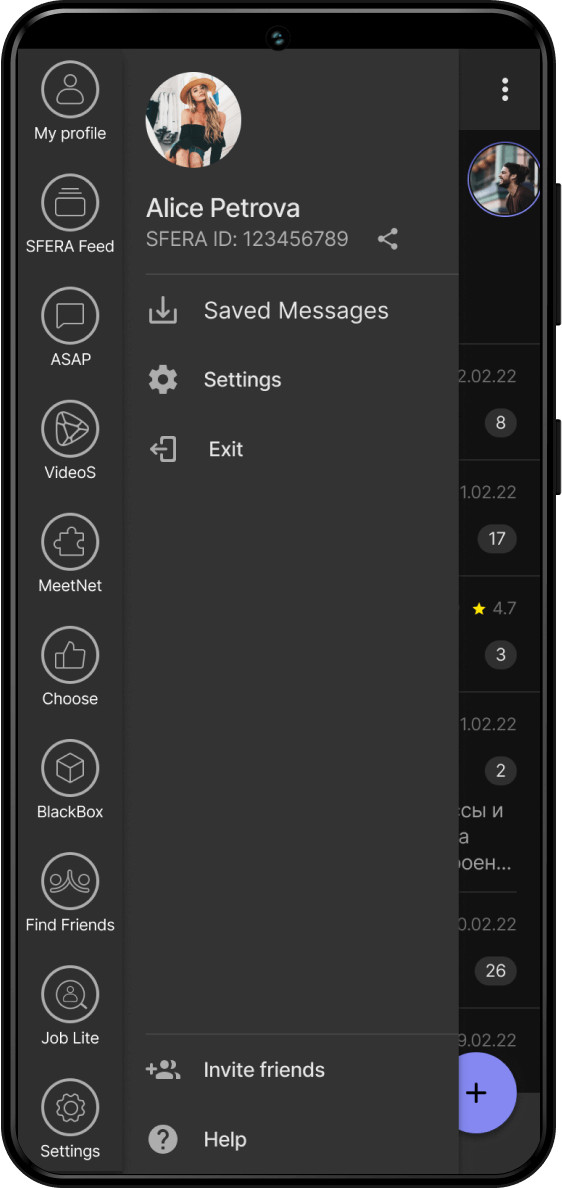 My profile
SFERA Feed
ASAP
VideoS
MeetNet
Choose
BlackBox
Find Friends
Job Lite
Settings
Alice Petrova
SFERA ID: 123456789
Saved Messages
Settings
Exit
Invite friends
Help
2.02.22
8
1.02.22
17
4.7
3
1.02.22
2
сы и
а
оен...
0.02.22
26
9.02.22
+